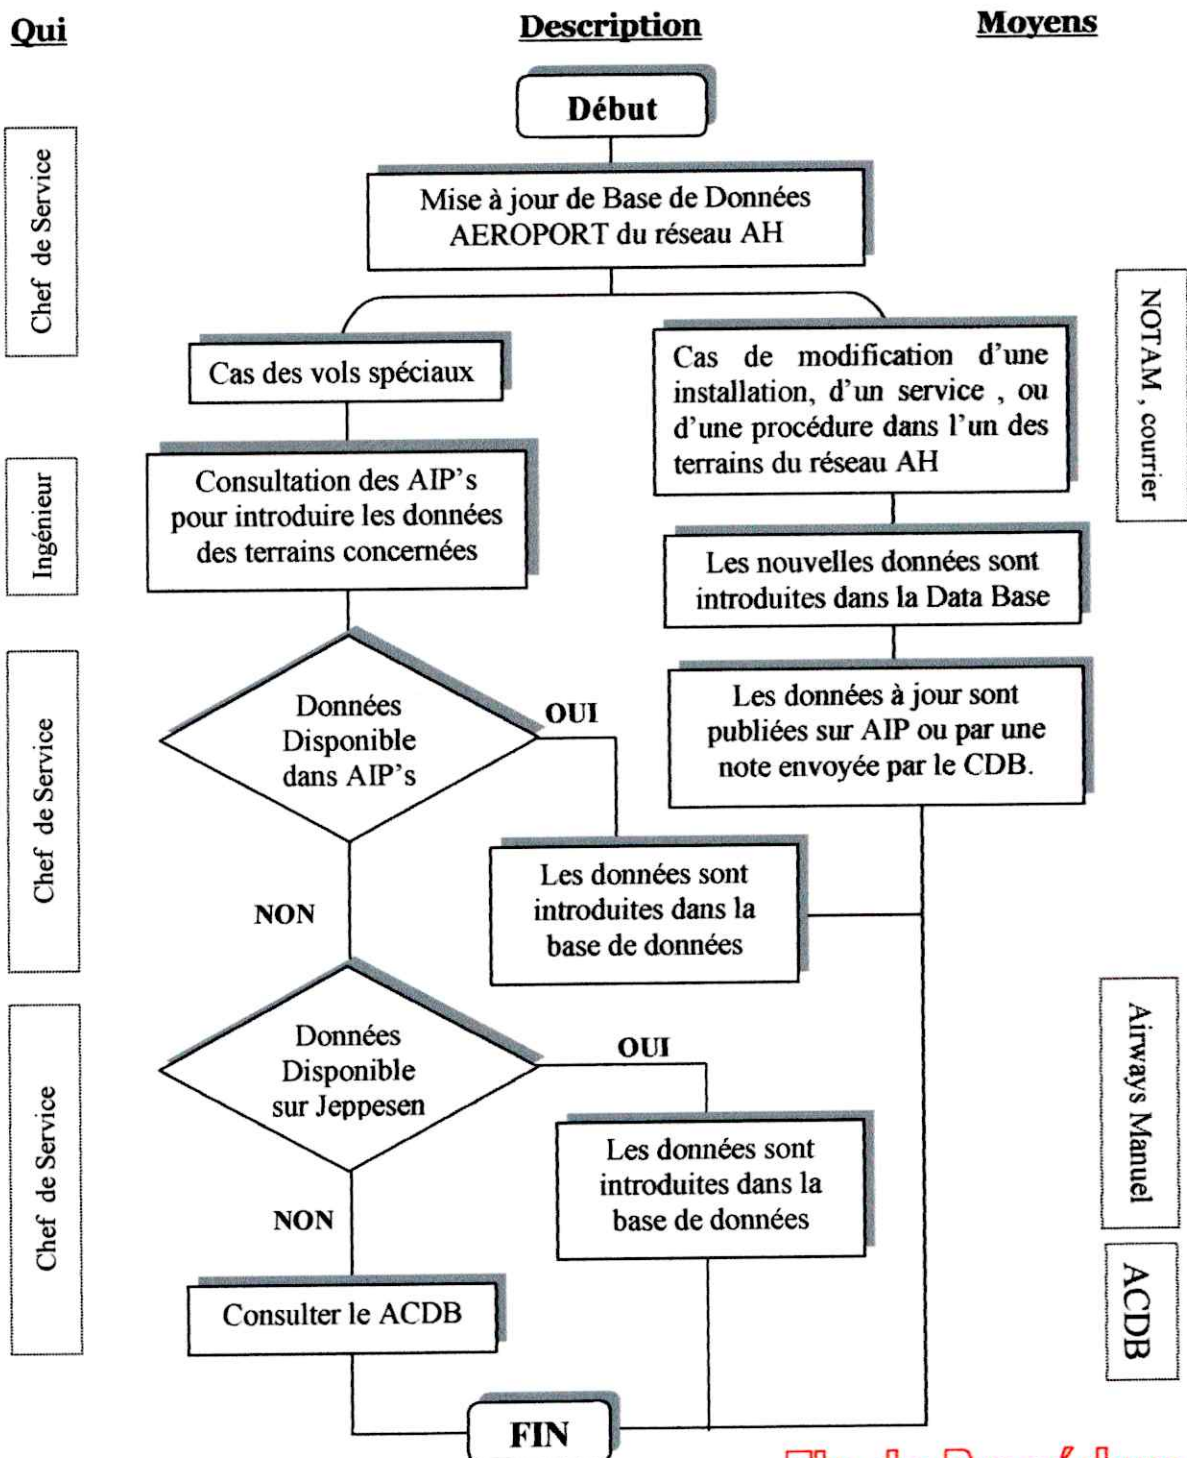 Qui
Description
Moyens
Début
Chef de Service
Mise à jour de Base de Données
AEROPORT du réseau AH
Cas des vols spéciaux
Cas de modification d'une
installation, d'un service , ou
d'une procédure dans l'un des
terrains du réseau AH
NOTAM , courrier
Ingénieur
Consultation des AIP's
pour introduire les données
des terrains concernées
Les nouvelles données sont
introduites dans la Data Base
Chef de Service
Données
Disponible
dans AIP's
OUI
Les données à jour sont
publiées sur AIP ou par une
note envoyée par le CDB.
NON
Les données sont
introduites dans la
base de données
Chef de Service
Données
Disponible
sur Jeppesen
OUI
Airways Manuel
Les données sont
introduites dans la
base de données
NON
Consulter le ACDB
ACDB
FIN